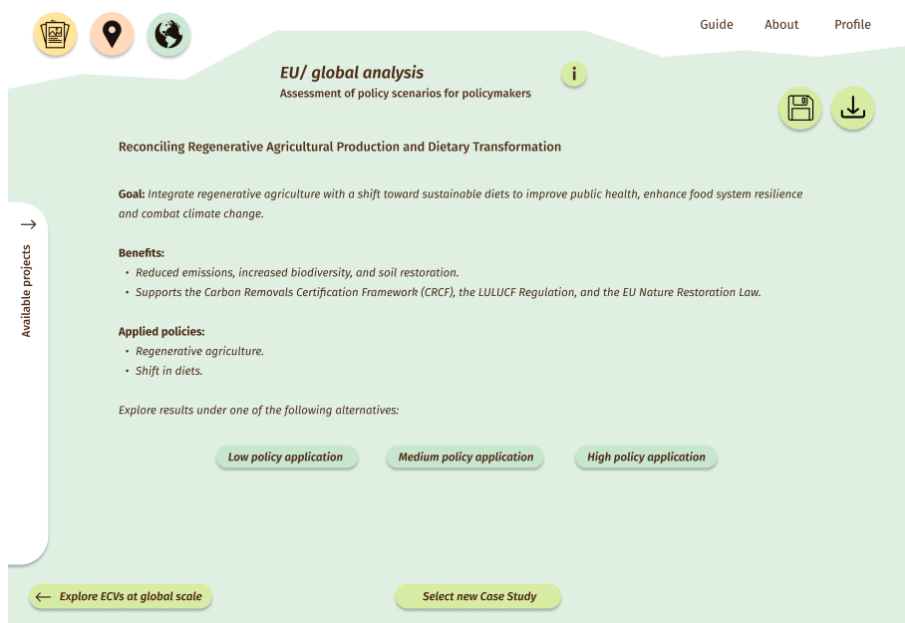 Guide About Profile
EU/ global analysis
i
Assessment of policy scenarios for policymakers
Reconciling Regenerative Agricultural Production and Dietary Transformation
Goal: Integrate regenerative agriculture with a shift toward sustainable diets to improve public health, enhance food system resilience
and combat climate change.
Available projects
Benefits:
• Reduced emissions, increased biodiversity, and soil restoration.
• Supports the Carbon Removals Certification Framework (CRCF), the LULUCF Regulation, and the EU Nature Restoration Law.
Applied policies:
• Regenerative agriculture.
• Shift in diets.
Explore results under one of the following alternatives:
Low policy application Medium policy application High policy application
← Explore ECVs at global scale Select new Case Study